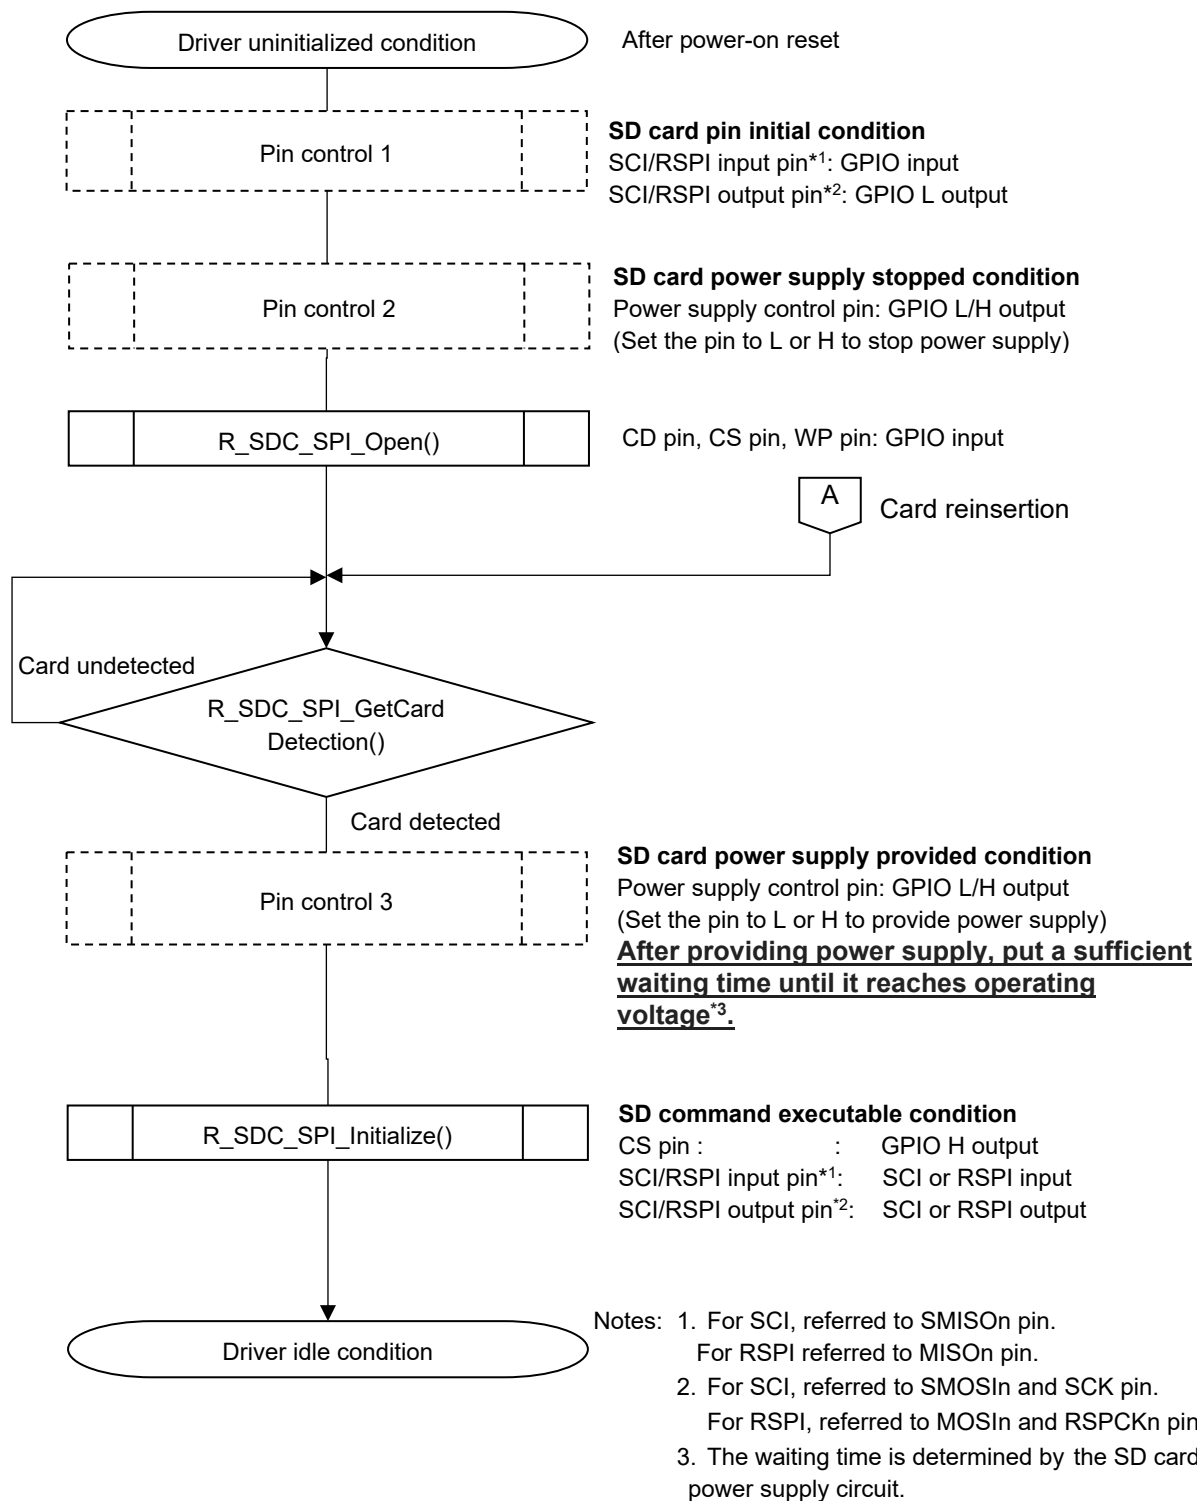 Driver uninitialized condition
After power-on reset
Pin control 1
SD card pin initial condition
SCI/RSPI input pin*1: GPIO input
SCI/RSPI output pin*2: GPIO L output
Pin control 2
SD card power supply stopped condition
Power supply control pin: GPIO L/H output
(Set the pin to L or H to stop power supply)
R_SDC_SPI_Open()
CD pin, CS pin, WP pin: GPIO input
A
Card reinsertion
Card undetected
R_SDC_SPI_GetCard
Detection()
Card detected
Pin control 3
SD card power supply provided condition
Power supply control pin: GPIO L/H output
(Set the pin to L or H to provide power supply)
After providing power supply, put a sufficient
waiting time until it reaches operating
voltage*3.
R_SDC_SPI_Initialize()
SD command executable condition
CS pin : : GPIO H output
SCI/RSPI input pin*1: SCI or RSPI input
SCI/RSPI output pin*2: SCI or RSPI output
Driver idle condition
Notes: 1. For SCI, referred to SMISOn pin.
For RSPI referred to MISOn pin.
2. For SCI, referred to SMOSIn and SCK pin.
For RSPI, referred to MOSIn and RSPCKn pin
3. The waiting time is determined by the SD card
power supply circuit.